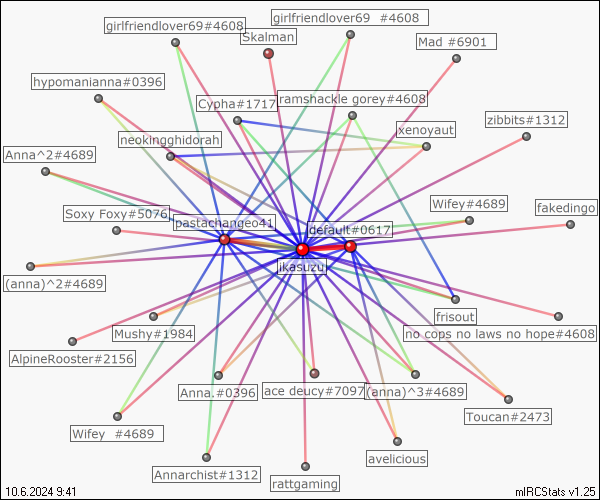 girlfriendlover69 #4608
girlfriendlover69  #4608
Skalman
Mad #6901
hypomanianna#0396
Cypha#1717
ramshackle gorey#4608
zibbits#1312
neokingghidorah
xenoyaut
Anna^2#4689
Soxy Foxy#5076
pastachangeo41
default#0617
Wifey#4689
fakedingo
jkasuzu
(anna)^2#4689
frisout
Mushy#1984
no cops no laws no hope#4608
AlpineRooster#2156
Anna.#0396
ace deucy#7097
(anna)^3#4689
Toucan#2473
Wifey  #4689
avelicious
Annarchist#1312
rattgaming
10.6.2024 9:41
mIRCStats v1.25